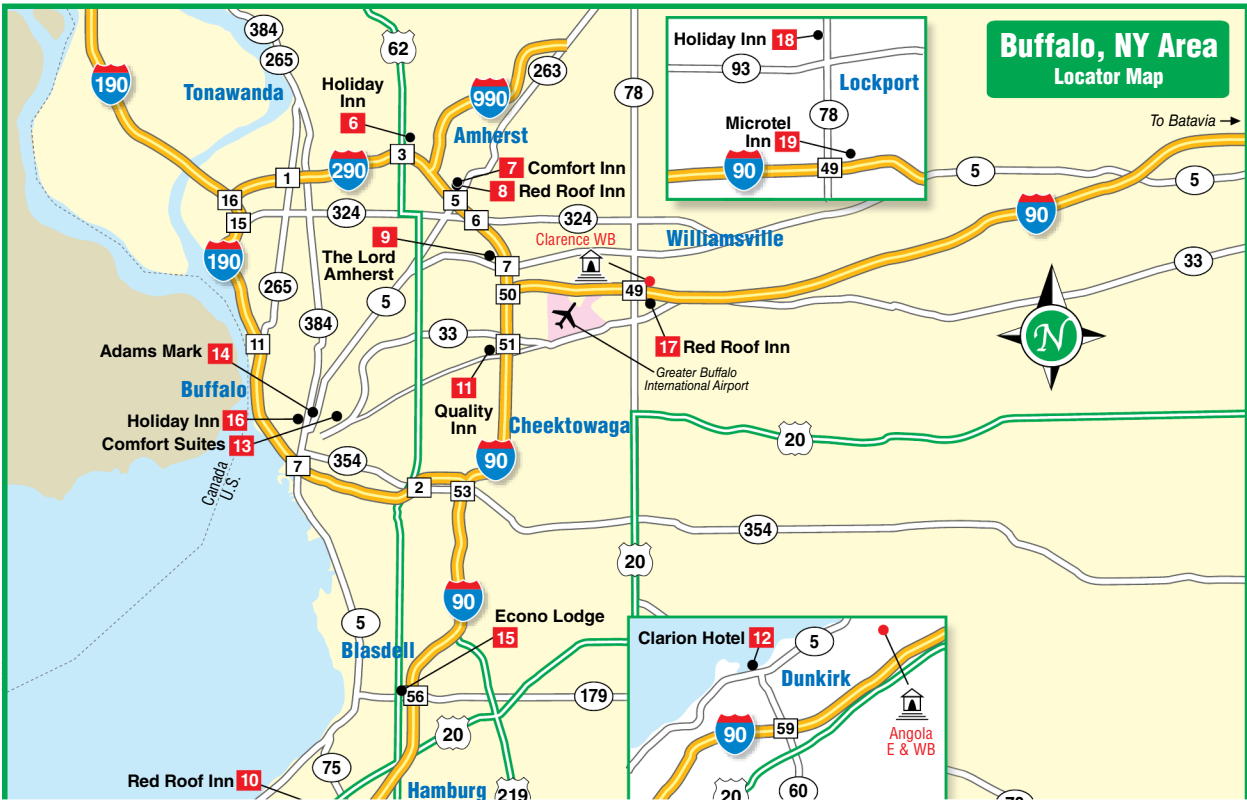 Buffalo, NY Area
Locator Map
384
62
265
190
Tonawanda
Holiday
Inn
6
990
263
Amherst
78
Holiday Inn 18
93
Lockport
78
Microtel
Inn 19
90
49
To Batavia
3
290
1
7 Comfort Inn
8 Red Roof Inn
5
5
5
16
15
324
6
324
90
9
The Lord
Amherst
Clarence WB
Williamsville
190
7
33
265
50
49
5
384
33
51
11
N
Adams Mark 14
17 Red Roof Inn
Greater Buffalo
International Airport
Buffalo
11
Quality
Inn
Holiday Inn 16
Comfort Suites 13
Cheektowaga
20
7
354
90
Canada
U.S.
2
53
354
20
90
Econo Lodge
15
5
Blasdell
56
179
20
Clarion Hotel 12
5
Dunkirk
90
59
Angola
E & WB
75
Red Roof Inn 10
Hamburg
219
20
60